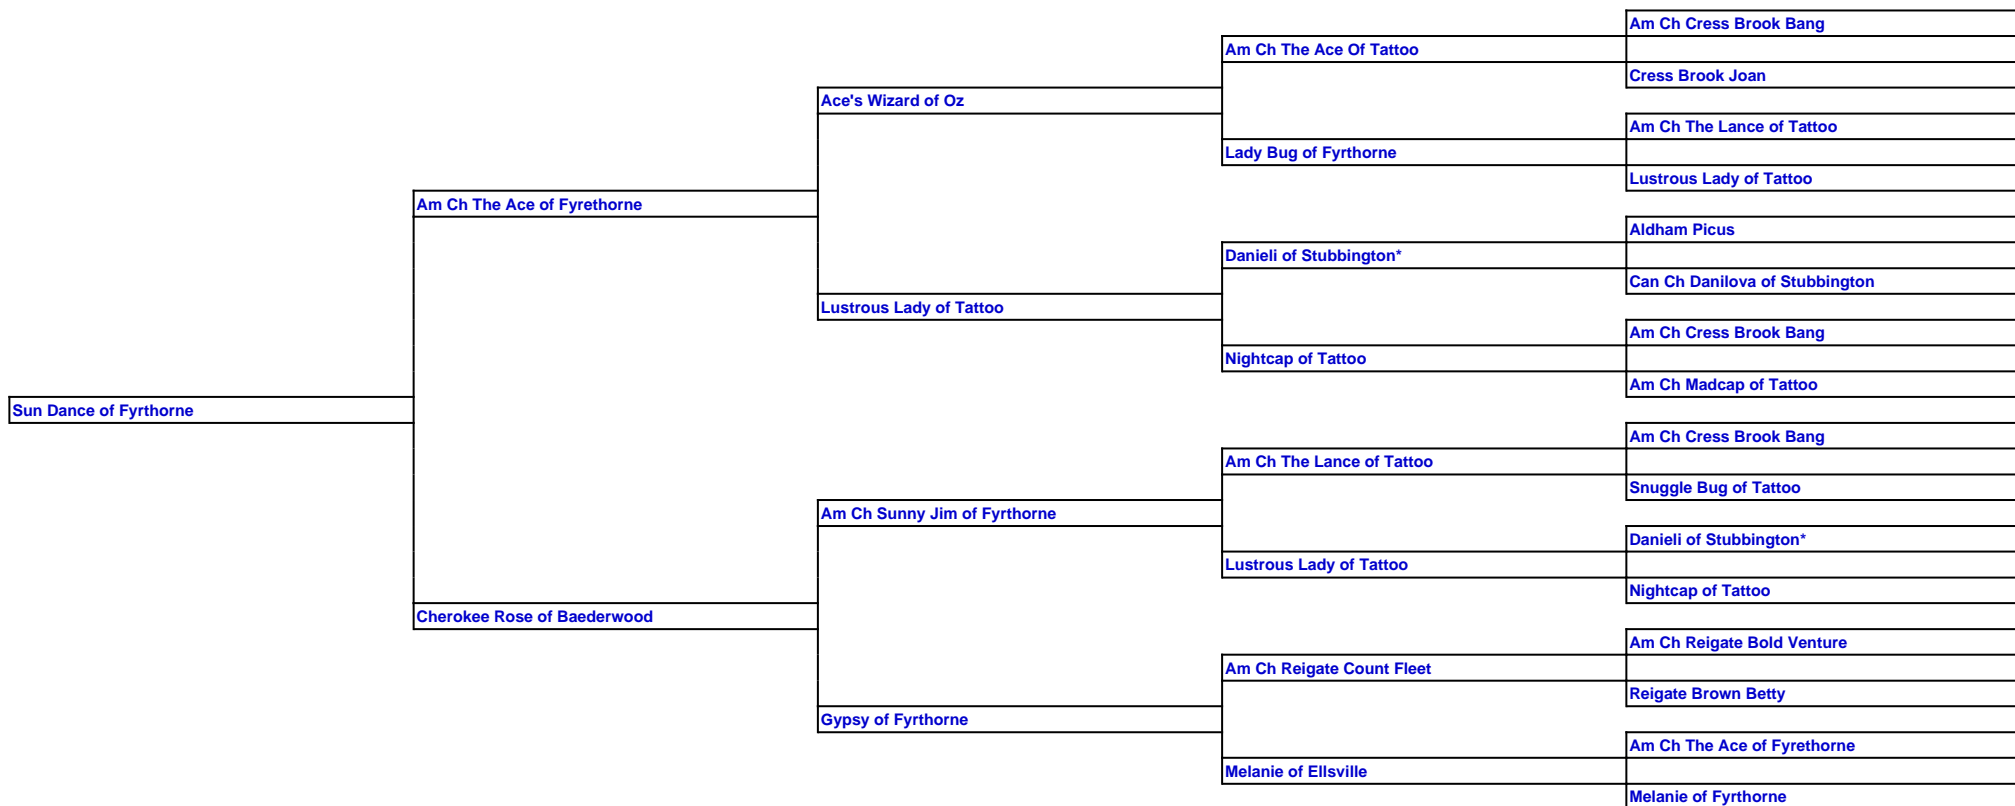 Am Ch Cress Brook Bang
Am Ch The Ace Of Tattoo
Cress Brook Joan
Ace's Wizard of Oz
Am Ch The Lance of Tattoo
Lady Bug of Fyrthorne
Lustrous Lady of Tattoo
Am Ch The Ace of Fyrethorne
Aldham Picus
Danieli of Stubbington*
Can Ch Danilova of Stubbington
Lustrous Lady of Tattoo
Am Ch Cress Brook Bang
Nightcap of Tattoo
Am Ch Madcap of Tattoo
Sun Dance of Fyrthorne
Am Ch Cress Brook Bang
Am Ch The Lance of Tattoo
Snuggle Bug of Tattoo
Am Ch Sunny Jim of Fyrthorne
Danieli of Stubbington*
Lustrous Lady of Tattoo
Nightcap of Tattoo
Cherokee Rose of Baederwood
Am Ch Reigate Bold Venture
Am Ch Reigate Count Fleet
Reigate Brown Betty
Gypsy of Fyrthorne
Am Ch The Ace of Fyrethorne
Melanie of Ellsville
Melanie of Fyrthorne